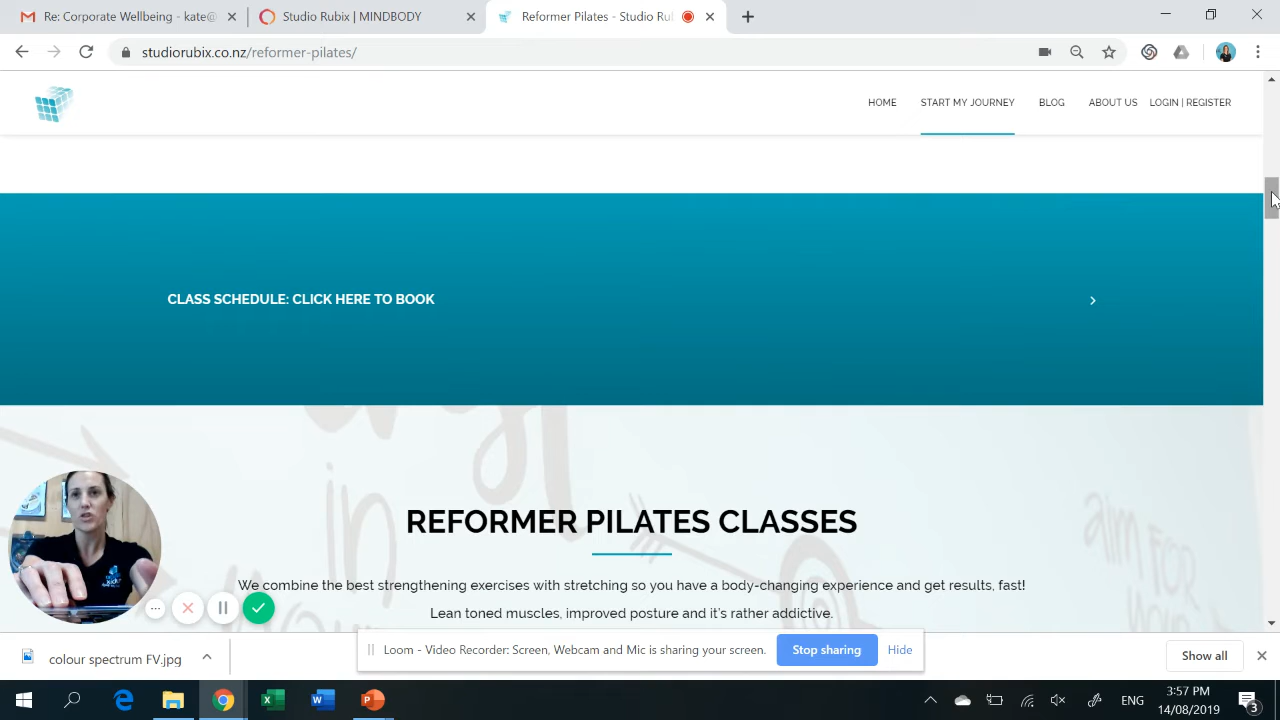 Re: Corporate Wellbeing - kate@
Studio Rubix | MINDBODY
Reformer Pilates - Studio Ru
studiorubix.co.nz/reformer-pilates/
HOME
START MY JOURNEY
BLOG
ABOUT US
LOGIN | REGISTER
CLASS SCHEDULE: CLICK HERE TO BOOK
REFORMER PILATES CLASSES
We combine the best strengthening exercises with stretching so you have a body-changing experience and get results, fast!
Lean toned muscles, improved posture and it's rather addictive.
Loom - Video Recorder: Screen, Webcam and Mic is sharing your screen.
Stop sharing
Hide
colour spectrum FV.jpg
Show all
ENG
3:57 PM
14/08/2019
3